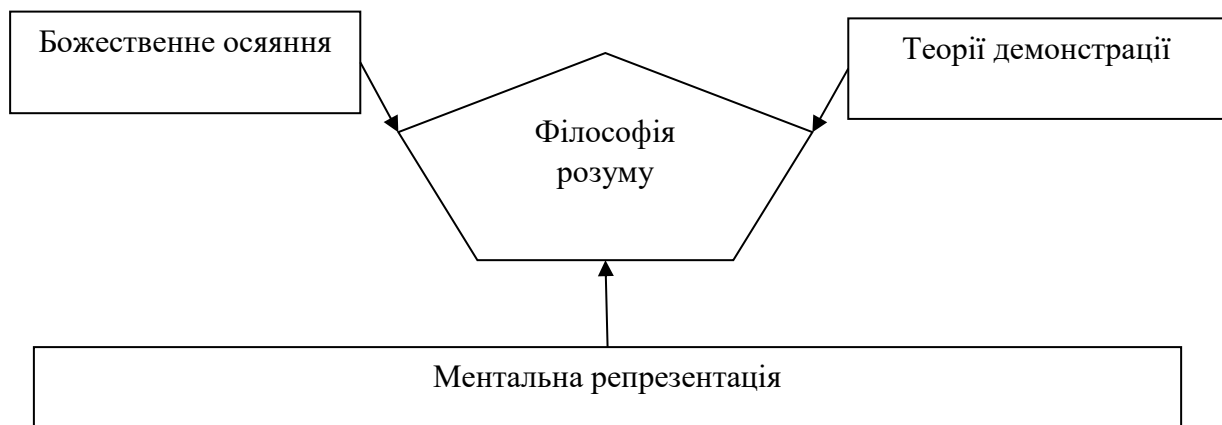 Божественне осяяння
Теорії демонстрації
Філософія
розуму
Ментальна репрезентація